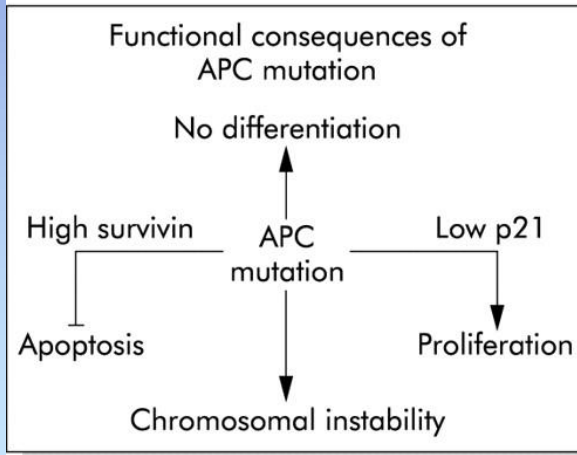 Functional consequences of
APC mutation
No differentiation
High survivin
APC
mutation
Low p21
Apoptosis
Proliferation
Chromosomal instability